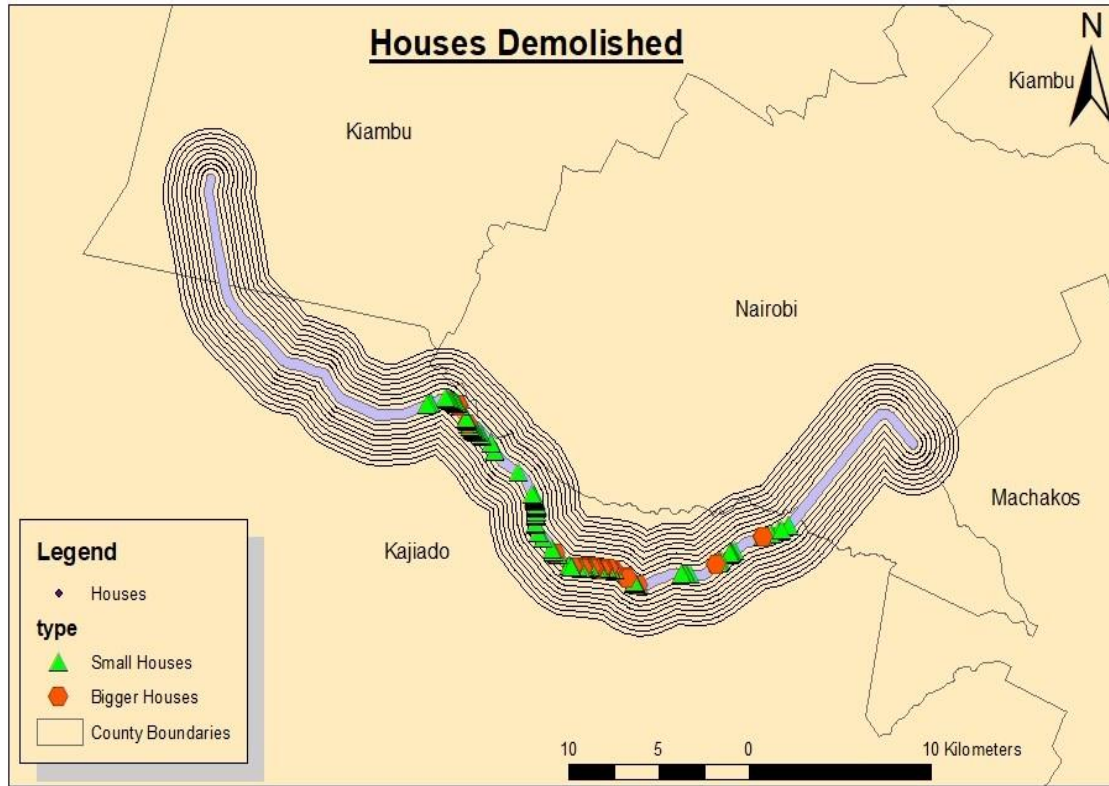 Houses Demolished
N
Kiambu
Kiambu
Nairobi
Machakos
Kajiado
Legend
Houses
type
Small Houses
Bigger Houses
County Boundaries
10 5 0 10 Kilometers